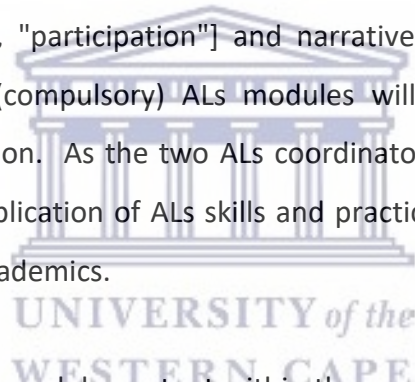 , "participation"] and narrative
(compulsory) ALs modules will
on. As the two ALs coordinato
plication of ALs skills and practic
ademics.
UNIVERSITY of the
WESTERN CAPE